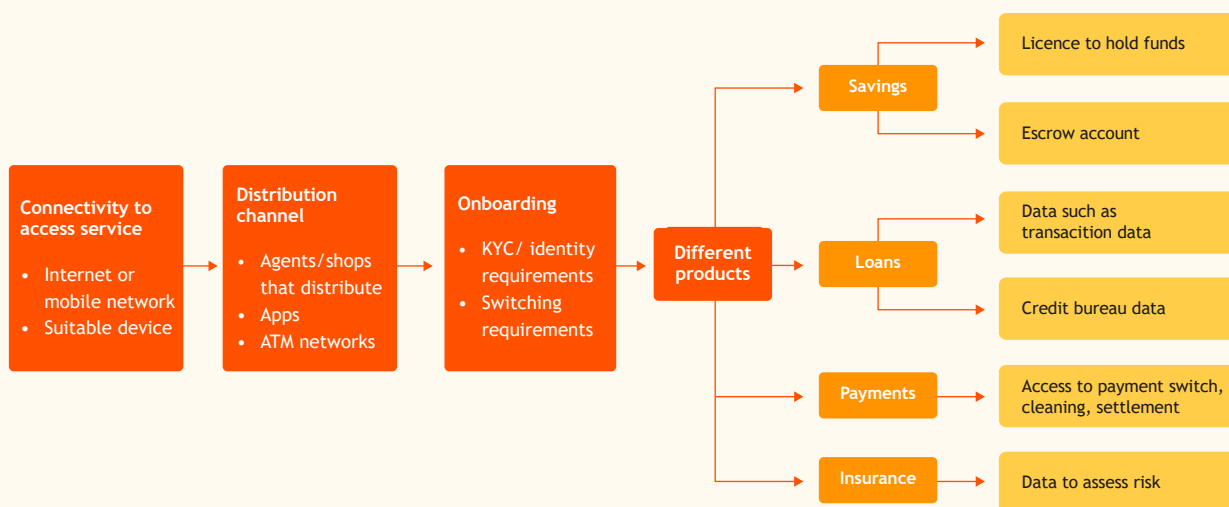 Connectivity to
access service
• Internet or
mobile network
• Suitable device
Distribution
channel
• Agents/shops
that distribute
• Apps
• ATM networks
Onboarding
• KYC/ identity
requirements
• Switching
requirements
Different
products
Savings
Licence to hold funds
Escrow account
Loans
Data such as
transacition data
Credit bureau data
Payments
Access to payment switch,
cleaning, settlement
Insurance
Data to assess risk